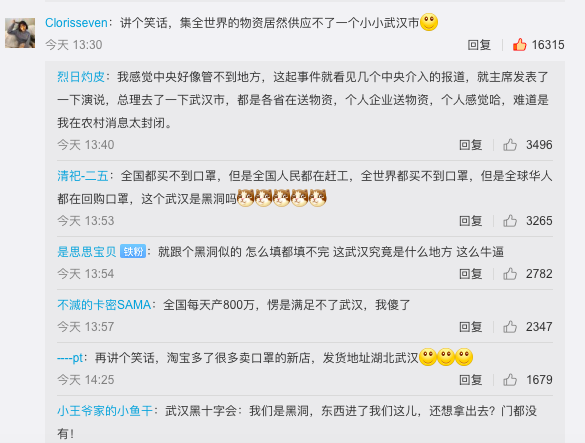 Clorisseven：讲个笑话，集全世界的物资居然供应不了一个小小武汉市
今天 13:30 回复 16315
烈日灼皮：我感觉中央好像管不到地方，这起事件就看见几个中央介入的报道，就主席发表了
一下演说，总理去了一下武汉市，都是各省在送物资，个人企业送物资，个人感觉哈，难道是
我在农村消息太封闭。
今天 13:40 回复 3496
清祀-二五：全国都买不到口罩，但是全国人民都在赶工，全世界都买不到口罩，但是全球华人
都在回购口罩，这个武汉是黑洞吗
今天 13:53 回复 3265
是思思宝贝 铁粉：就跟个黑洞似的 怎么填都填不完 这武汉究竟是什么地方 这么牛逼
今天 13:54 回复 2782
不滅的卡密SAMA：全国每天产800万，愣是满足不了武汉，我傻了
今天 13:57 回复 2347
----pt：再讲个笑话，淘宝多了很多卖口罩的新店，发货地址湖北武汉
今天 14:25 回复 1679
小王爷家的小鱼干：武汉黑十字会：我们是黑洞，东西进了我们这儿，还想拿出去？门都没
有！